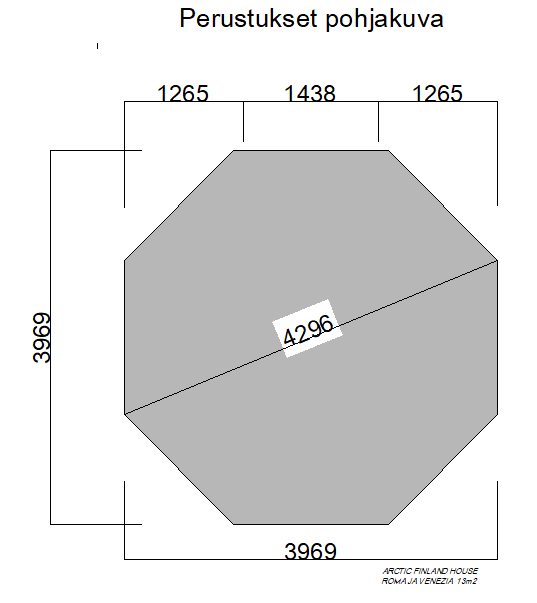 Perustukset pohjakuva
1265 1438 1265
3969
4296
3969
ARCTIC FINLAND HOUSE
ROMA JA VENEZIA 13m2